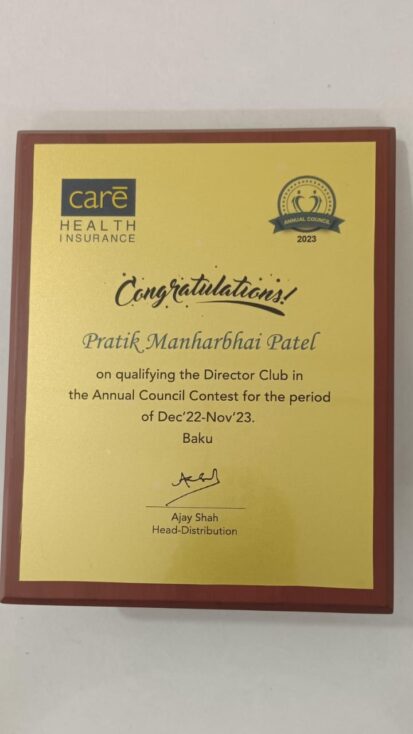 carē
HEALTH
INSURANCE
ANNUAL COUNCIL
2023
Congratulations!
Pratik Manharbhai Patel
on qualifying the Director Club in
the Annual Council Contest for the period
of Dec'22-Nov'23.
Baku
Ajay Shah
Head-Distribution